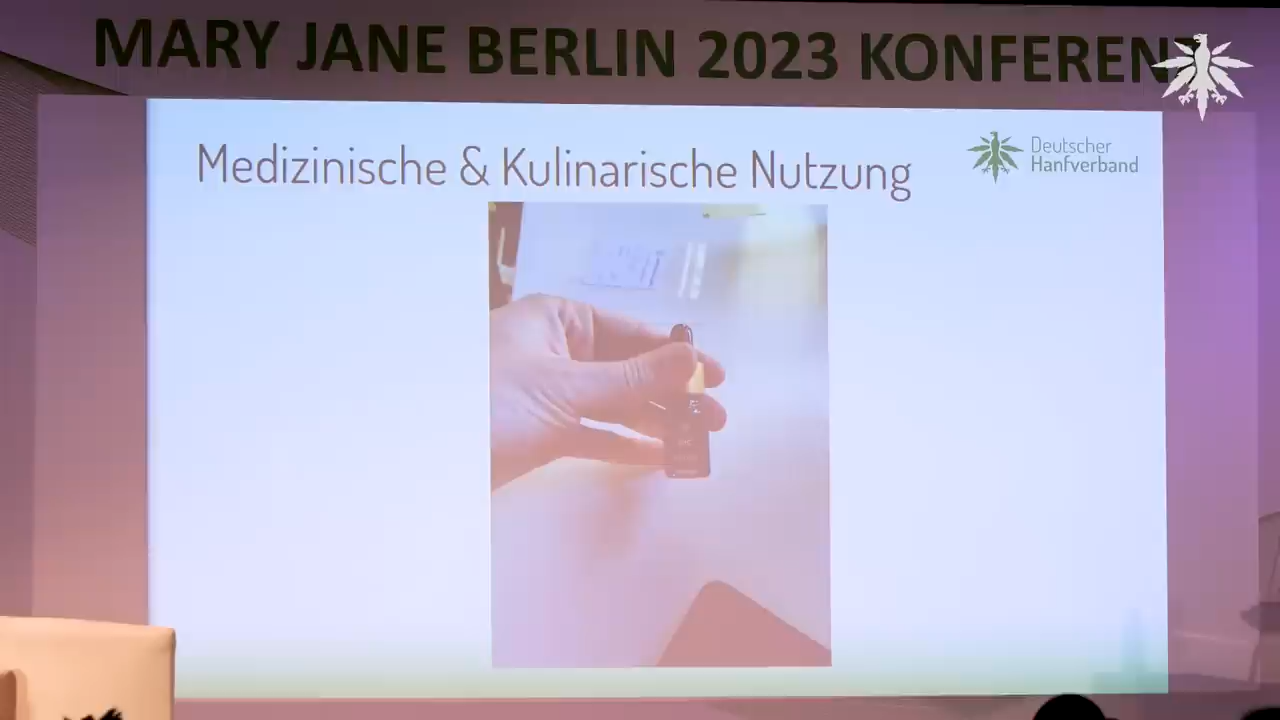 MARY JANE BERLIN 2023 KONFEREN
Medizinische & Kulinarische Nutzung
Deutscher
Hanfverband